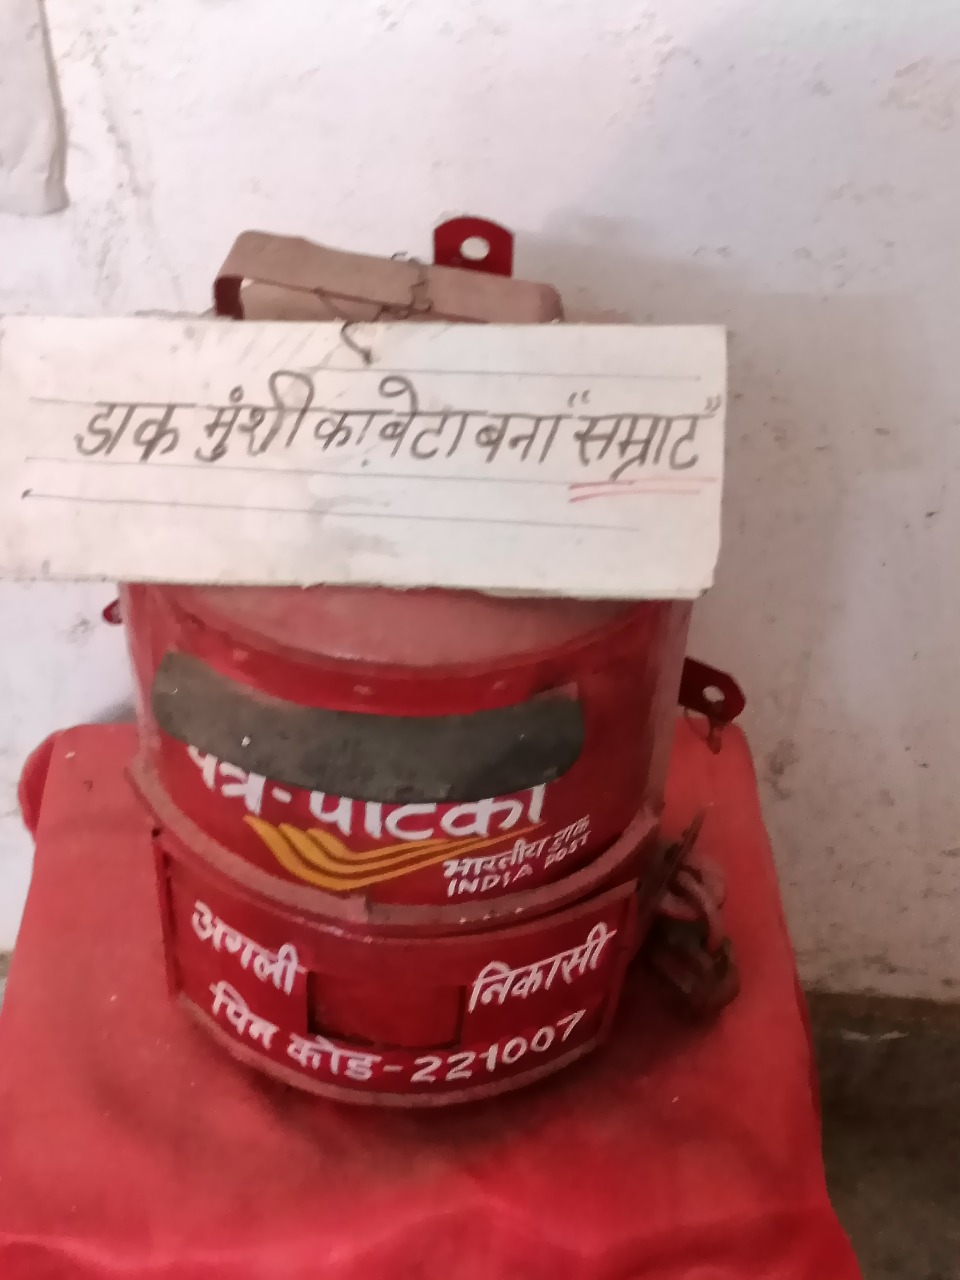 डाक मुंशी का बेटा बना "सम्राट"
पत्र-पेटिका
भारतीय डाक
INDIA POST
अगली निकासी
पिन कोड-221007